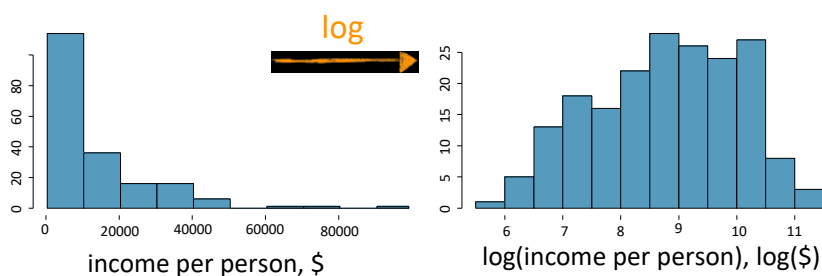 log
0 20 40 60 80
0 20000 40000 60000 80000
income per person, $
0 5 10 15 20 25
6 7 8 9 10 11
log(income per person), log($)